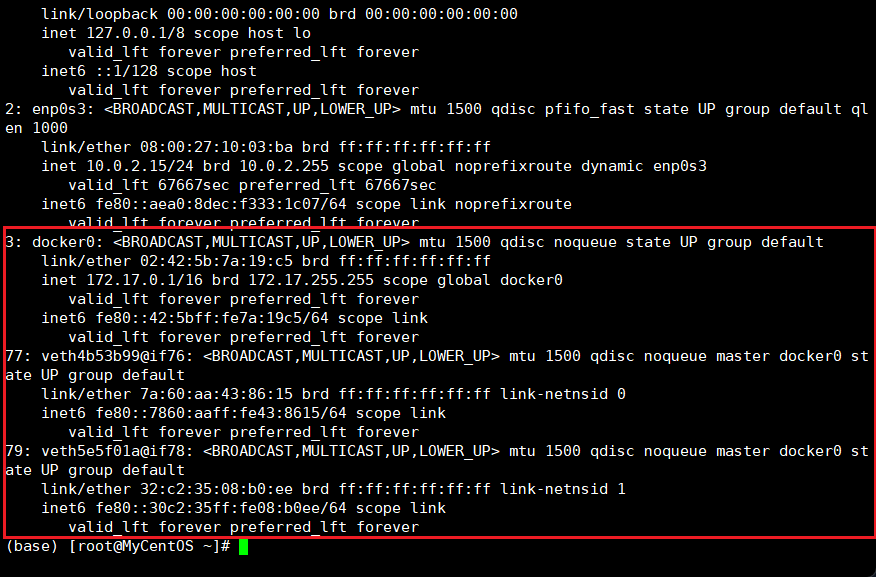 link/loopback 00:00:00:00:00:00 brd 00:00:00:00:00:00
inet 127.0.0.1/8 scope host lo
valid_lft forever preferred_lft forever
inet6 ::1/128 scope host
valid_lft forever preferred_lft forever
2: enp0s3: <BROADCAST,MULTICAST,UP,LOWER_UP> mtu 1500 qdisc pfifo_fast state UP group default ql
en 1000
link/ether 08:00:27:10:03:ba brd ff:ff:ff:ff:ff:ff
inet 10.0.2.15/24 brd 10.0.2.255 scope global noprefixroute dynamic enp0s3
valid_lft 67667sec preferred_lft 67667sec
inet6 fe80::aea0:8dec:f333:1c07/64 scope link noprefixroute
valid_lft forever preferred_lft forever
3: docker0: <BROADCAST,MULTICAST,UP,LOWER_UP> mtu 1500 qdisc noqueue state UP group default
link/ether 02:42:5b:7a:19:c5 brd ff:ff:ff:ff:ff:ff
inet 172.17.0.1/16 brd 172.17.255.255 scope global docker0
valid_lft forever preferred_lft forever
inet6 fe80::42:5bff:fe7a:19c5/64 scope link
valid_lft forever preferred_lft forever
77: veth4b53b99@if76: <BROADCAST,MULTICAST,UP,LOWER_UP> mtu 1500 qdisc noqueue master docker0 st
ate UP group default
link/ether 7a:60:aa:43:86:15 brd ff:ff:ff:ff:ff:ff link-netnsid 0
inet6 fe80::7860:aaff:fe43:8615/64 scope link
valid_lft forever preferred_lft forever
79: veth5e5f01a@if78: <BROADCAST,MULTICAST,UP,LOWER_UP> mtu 1500 qdisc noqueue master docker0 st
ate UP group default
link/ether 32:c2:35:08:b0:ee brd ff:ff:ff:ff:ff:ff link-netnsid 1
inet6 fe80::30c2:35ff:fe08:b0ee/64 scope link
valid_lft forever preferred_lft forever
(base) [root@MyCentOS ~]#